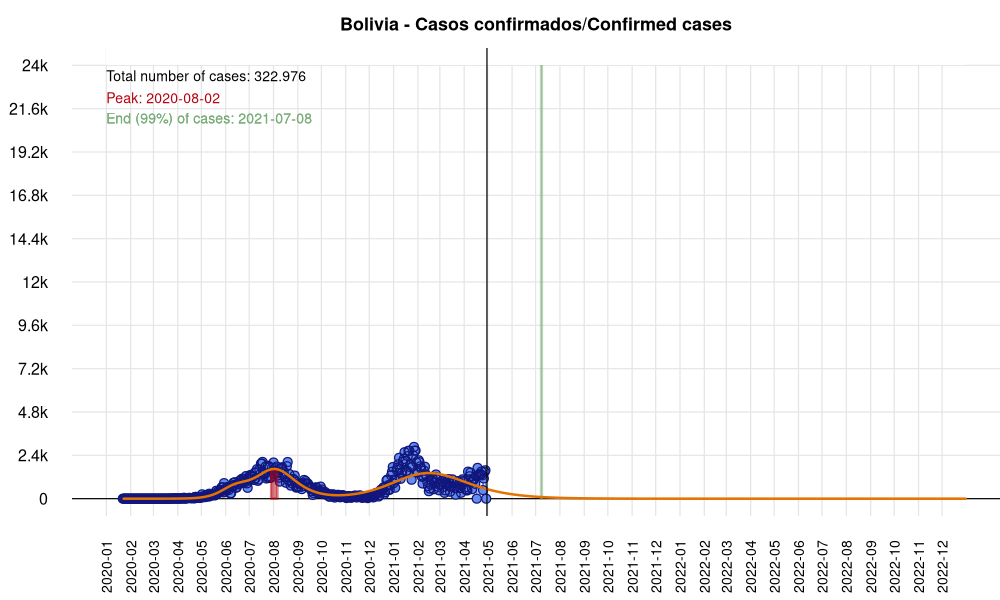 Bolivia - Casos confirmados/Confirmed cases
Total number of cases: 322.976
Peak: 2020-08-02
End (99%) of cases: 2021-07-08
24k
21.6k
19.2k
16.8k
14.4k
12k
9.6k
7.2k
4.8k
2.4k
0
2020-01
2020-02
2020-03
2020-04
2020-05
2020-06
2020-07
2020-08
2020-09
2020-10
2020-11
2020-12
2021-01
2021-02
2021-03
2021-04
2021-05
2021-06
2021-07
2021-08
2021-09
2021-10
2021-11
2021-12
2022-01
2022-02
2022-03
2022-04
2022-05
2022-06
2022-07
2022-08
2022-09
2022-10
2022-11
2022-12